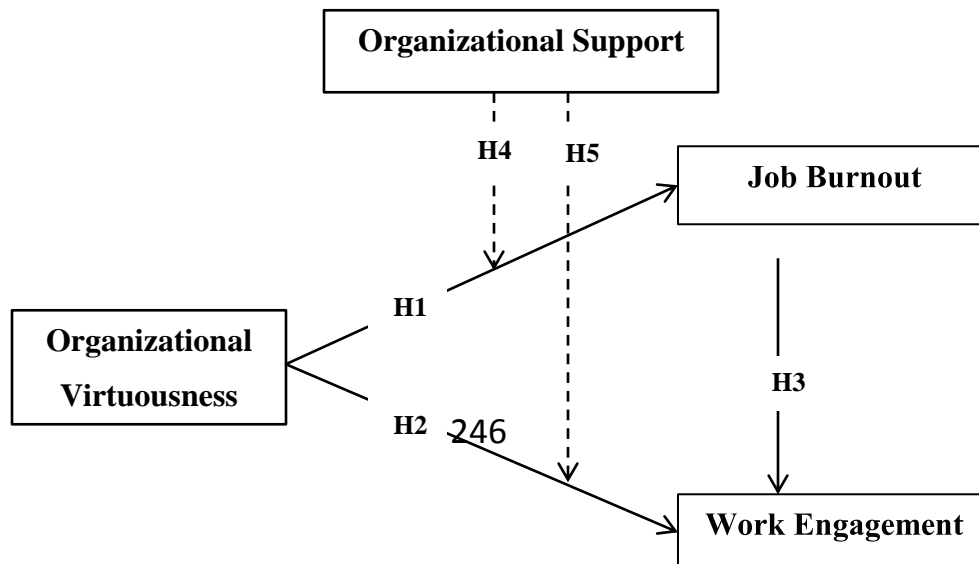 Organizational Support
H4
H5
Job Burnout
H1
Organizational
Virtuousness
H3
H2
246
Work Engagement